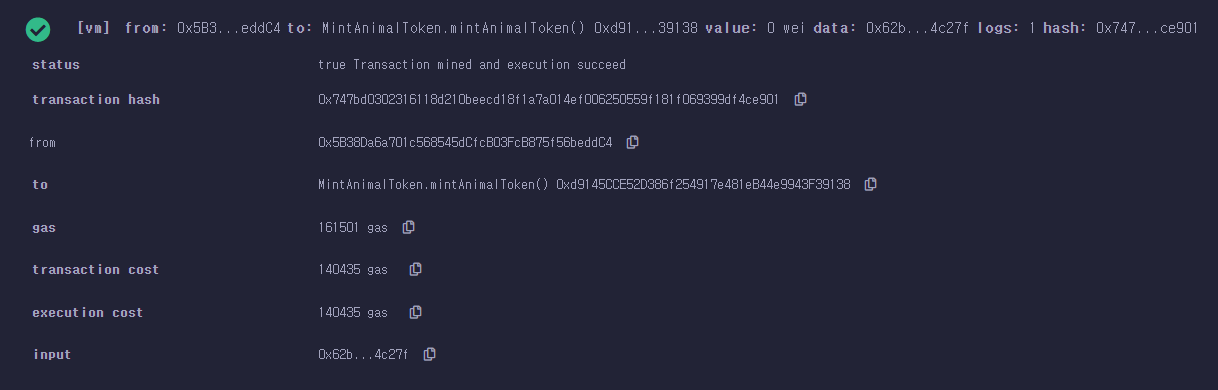 [vm] from: 0x5B3...eddC4 to: MintAnimalToken.mintAnimalToken() 0xd91...39138 value: 0 wei data: 0x62b...4c27f logs: 1 hash: 0x747...ce901
status true Transaction mined and execution succeed
transaction hash 0x747bd0302316118d210beecd18f1a7a014ef006250559f181f069399df4ce901
from 0x5B38Da6a701c568545dCfcB03FcB875f56beddC4
to MintAnimalToken.mintAnimalToken() 0xd9145CCE52D386f254917e481eB44e9943F39138
gas 161501 gas
transaction cost 140435 gas
execution cost 140435 gas
input 0x62b...4c27f